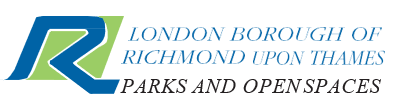 LONDON BOROUGH OF
RICHMOND UPON THAMES
PARKS AND OPEN SPACES